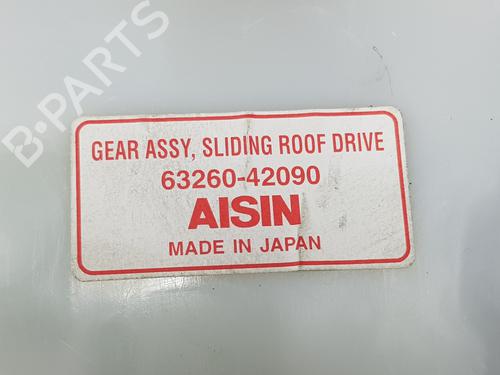 B-PARTS
GEAR ASSY, SLIDING ROOF DRIVE
63260-42090
AISIN
MADE IN JAPAN